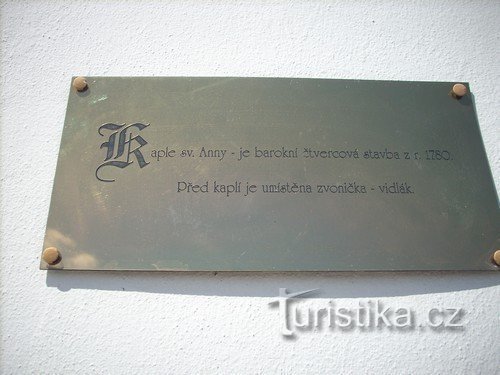 Kaple sv. Anny - je barokní čtvercová stavba z r. 1780.
Před kaplí je umístěna zvonička - vidlák.
Turistika.cz